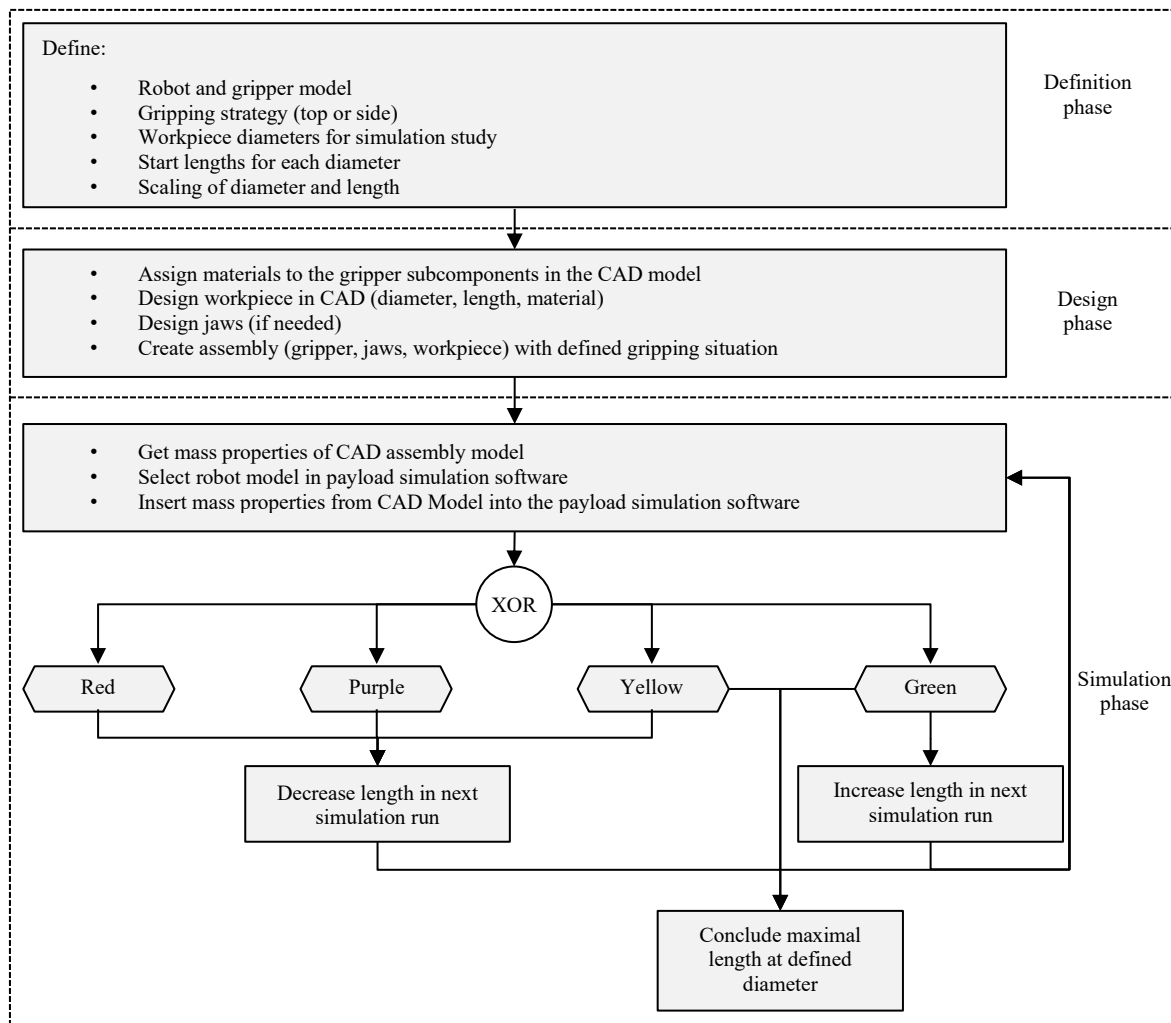 Define:
• Robot and gripper model
• Gripping strategy (top or side)
• Workpiece diameters for simulation study
• Start lengths for each diameter
• Scaling of diameter and length
Definition
phase
• Assign materials to the gripper subcomponents in the CAD model
• Design workpiece in CAD (diameter, length, material)
• Design jaws (if needed)
• Create assembly (gripper, jaws, workpiece) with defined gripping situation
Design
phase
• Get mass properties of CAD assembly model
• Select robot model in payload simulation software
• Insert mass properties from CAD Model into the payload simulation software
XOR
Red
Purple
Yellow
Green
Simulation
phase
Decrease length in next
simulation run
Increase length in next
simulation run
Conclude maximal
length at defined
diameter